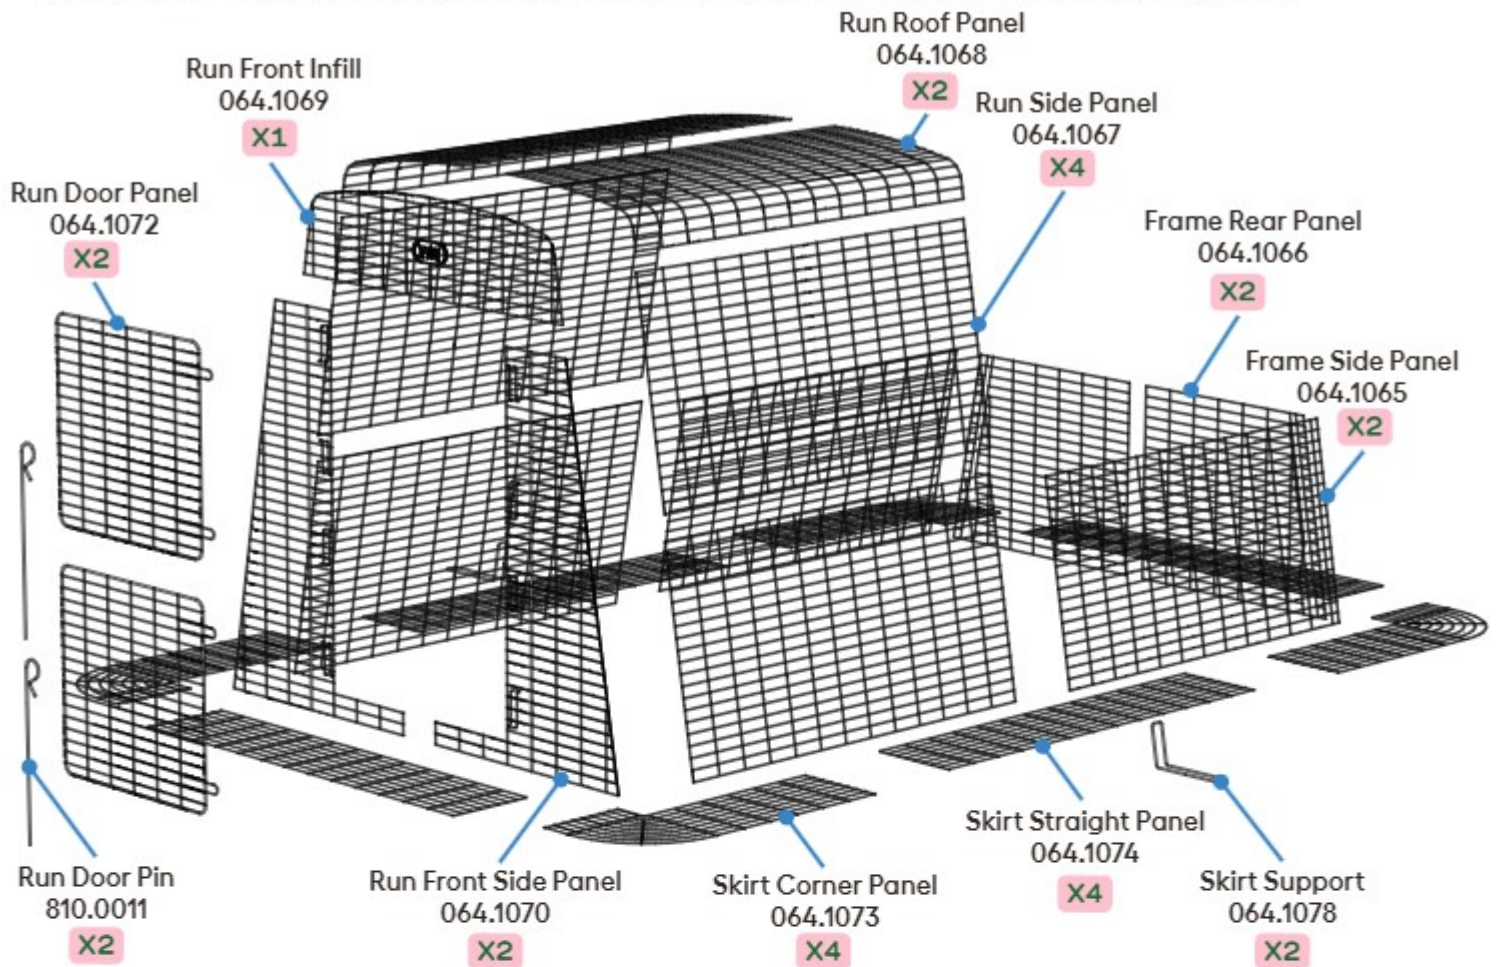 Run Roof Panel
064.1068
X2
Run Front Infill
064.1069
X1
Run Side Panel
064.1067
X4
Run Door Panel
064.1072
X2
Frame Rear Panel
064.1066
X2
Frame Side Panel
064.1065
X2
Run Door Pin
810.0011
X2
Run Front Side Panel
064.1070
X2
Skirt Corner Panel
064.1073
X4
Skirt Straight Panel
064.1074
X4
Skirt Support
064.1078
X2